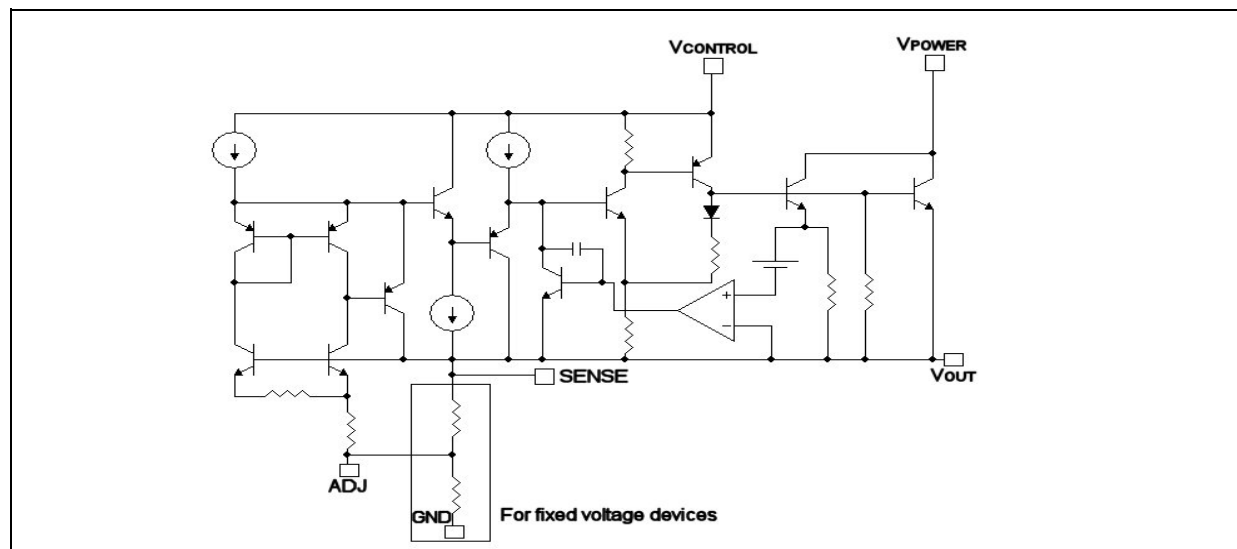 VCONTROL
VPOWER
+
−
SENSE
VOUT
ADJ
GND
For fixed voltage devices